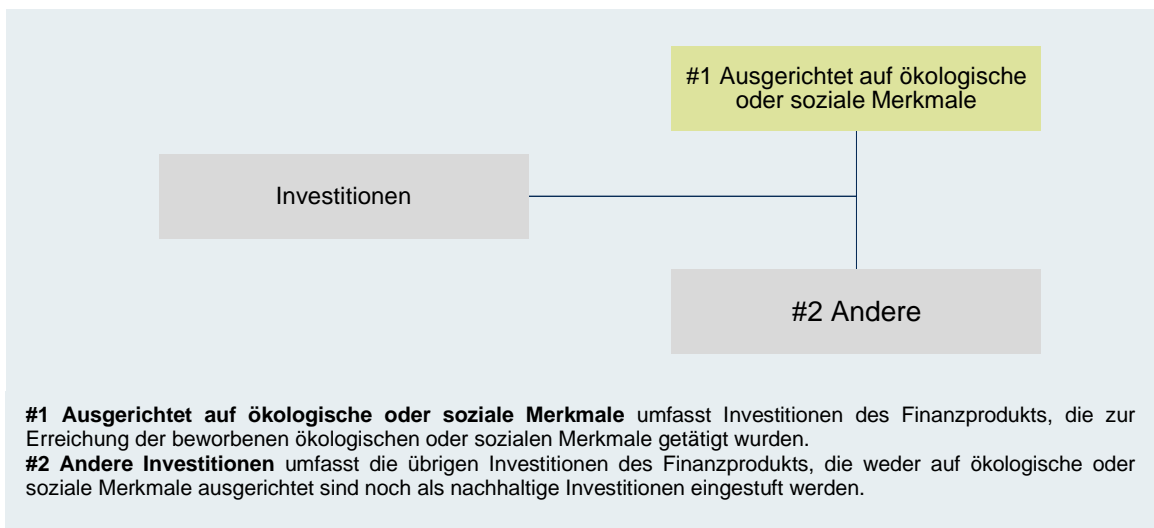 #1 Ausgerichtet auf ökologische
oder soziale Merkmale
Investitionen
#2 Andere
#1 Ausgerichtet auf ökologische oder soziale Merkmale umfasst Investitionen des Finanzprodukts, die zur
Erreichung der beworbenen ökologischen oder sozialen Merkmale getätigt wurden.
#2 Andere Investitionen umfasst die übrigen Investitionen des Finanzprodukts, die weder auf ökologische oder
soziale Merkmale ausgerichtet sind noch als nachhaltige Investitionen eingestuft werden.